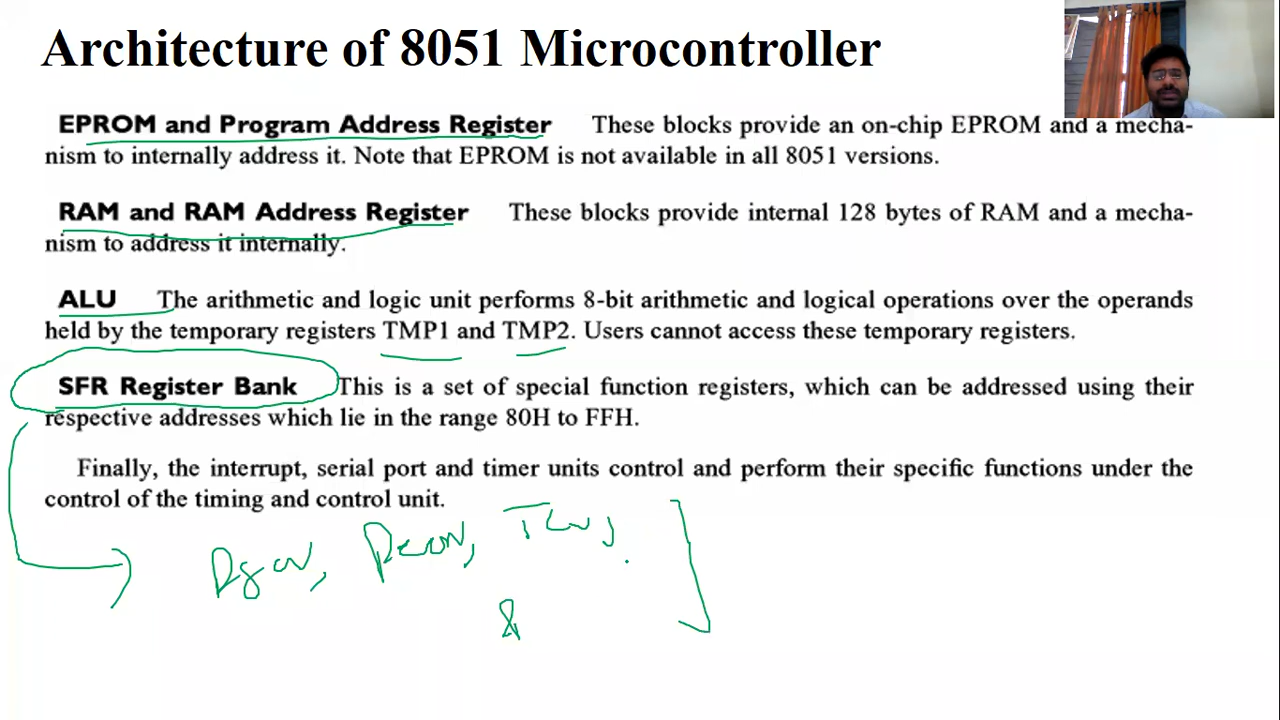 Architecture of 8051 Microcontroller
EPROM and Program Address Register These blocks provide an on-chip EPROM and a mecha-
nism to internally address it. Note that EPROM is not available in all 8051 versions.
RAM and RAM Address Register These blocks provide internal 128 bytes of RAM and a mecha-
nism to address it internally.
ALU The arithmetic and logic unit performs 8-bit arithmetic and logical operations over the operands
held by the temporary registers TMP1 and TMP2. Users cannot access these temporary registers.
SFR Register Bank This is a set of special function registers, which can be addressed using their
respective addresses which lie in the range 80H to FFH.
Finally, the interrupt, serial port and timer units control and perform their specific functions under the
control of the timing and control unit.
Pcon,
&